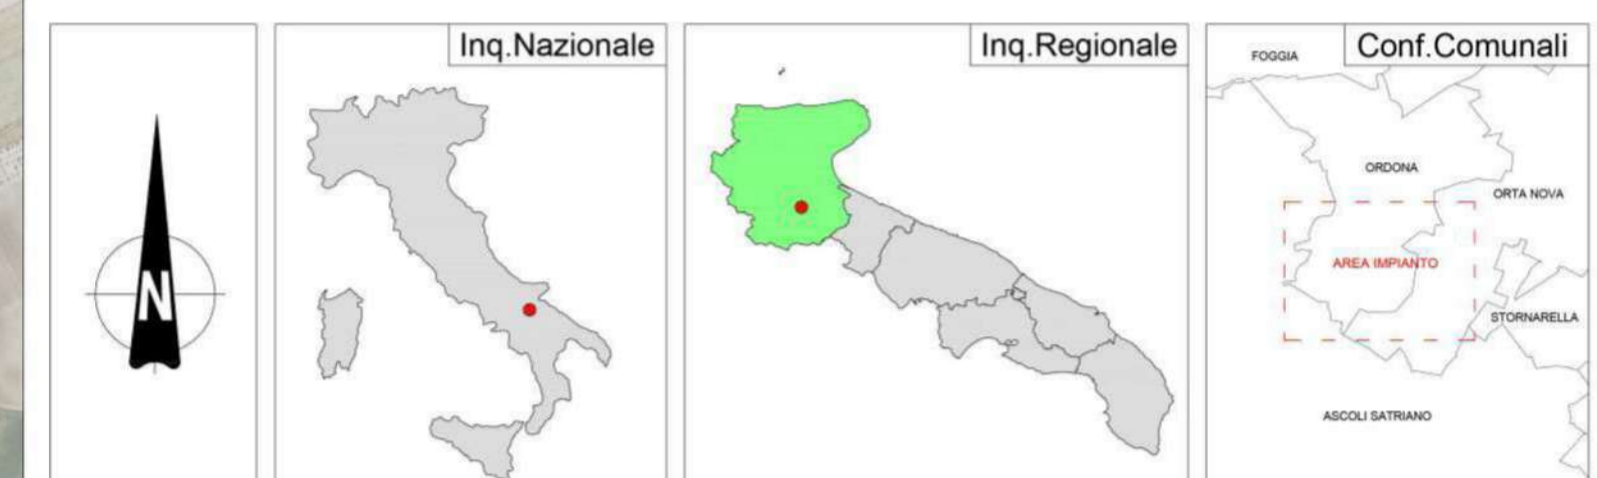 N
Inq.Nazionale
Inq.Regionale
Conf.Comunali
FOGGIA
ORDONA
ORTA NOVA
AREA IMPIANTO
STORNARELLA
ASCOLI SATRIANO